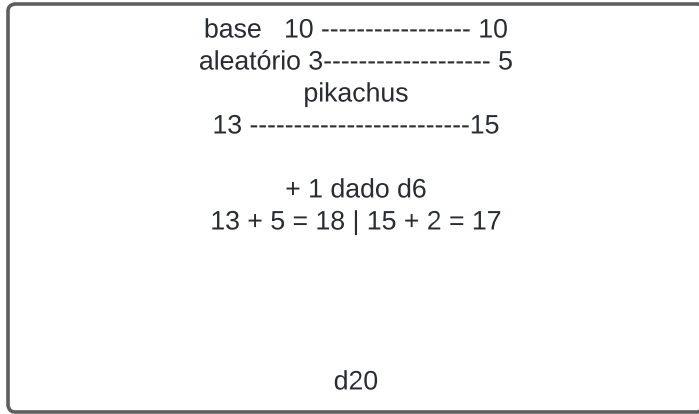 base 10 ----------------- 10
aleatório 3------------------- 5
pikachus
13 -------------------------15
+ 1 dado d6
13 + 5 = 18 | 15 + 2 = 17
d20